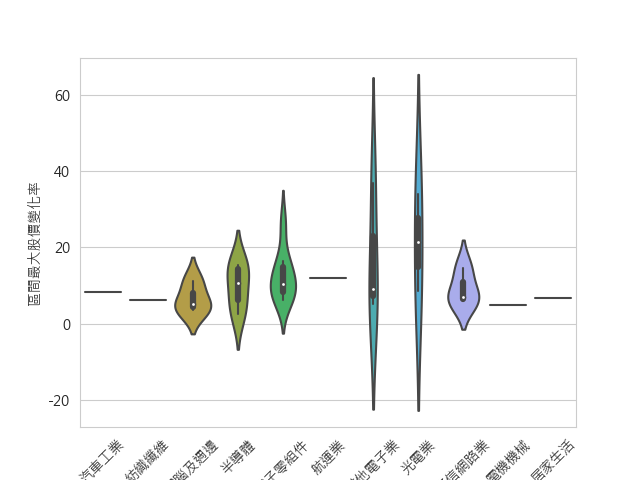 60
40
20
0
-20
區間最大股價變化率
汽車工業
紡織纖維
腦及週邊
半導體
子零組件
航運業
他電子業
光電業
信網路業
電機機械
居家生活